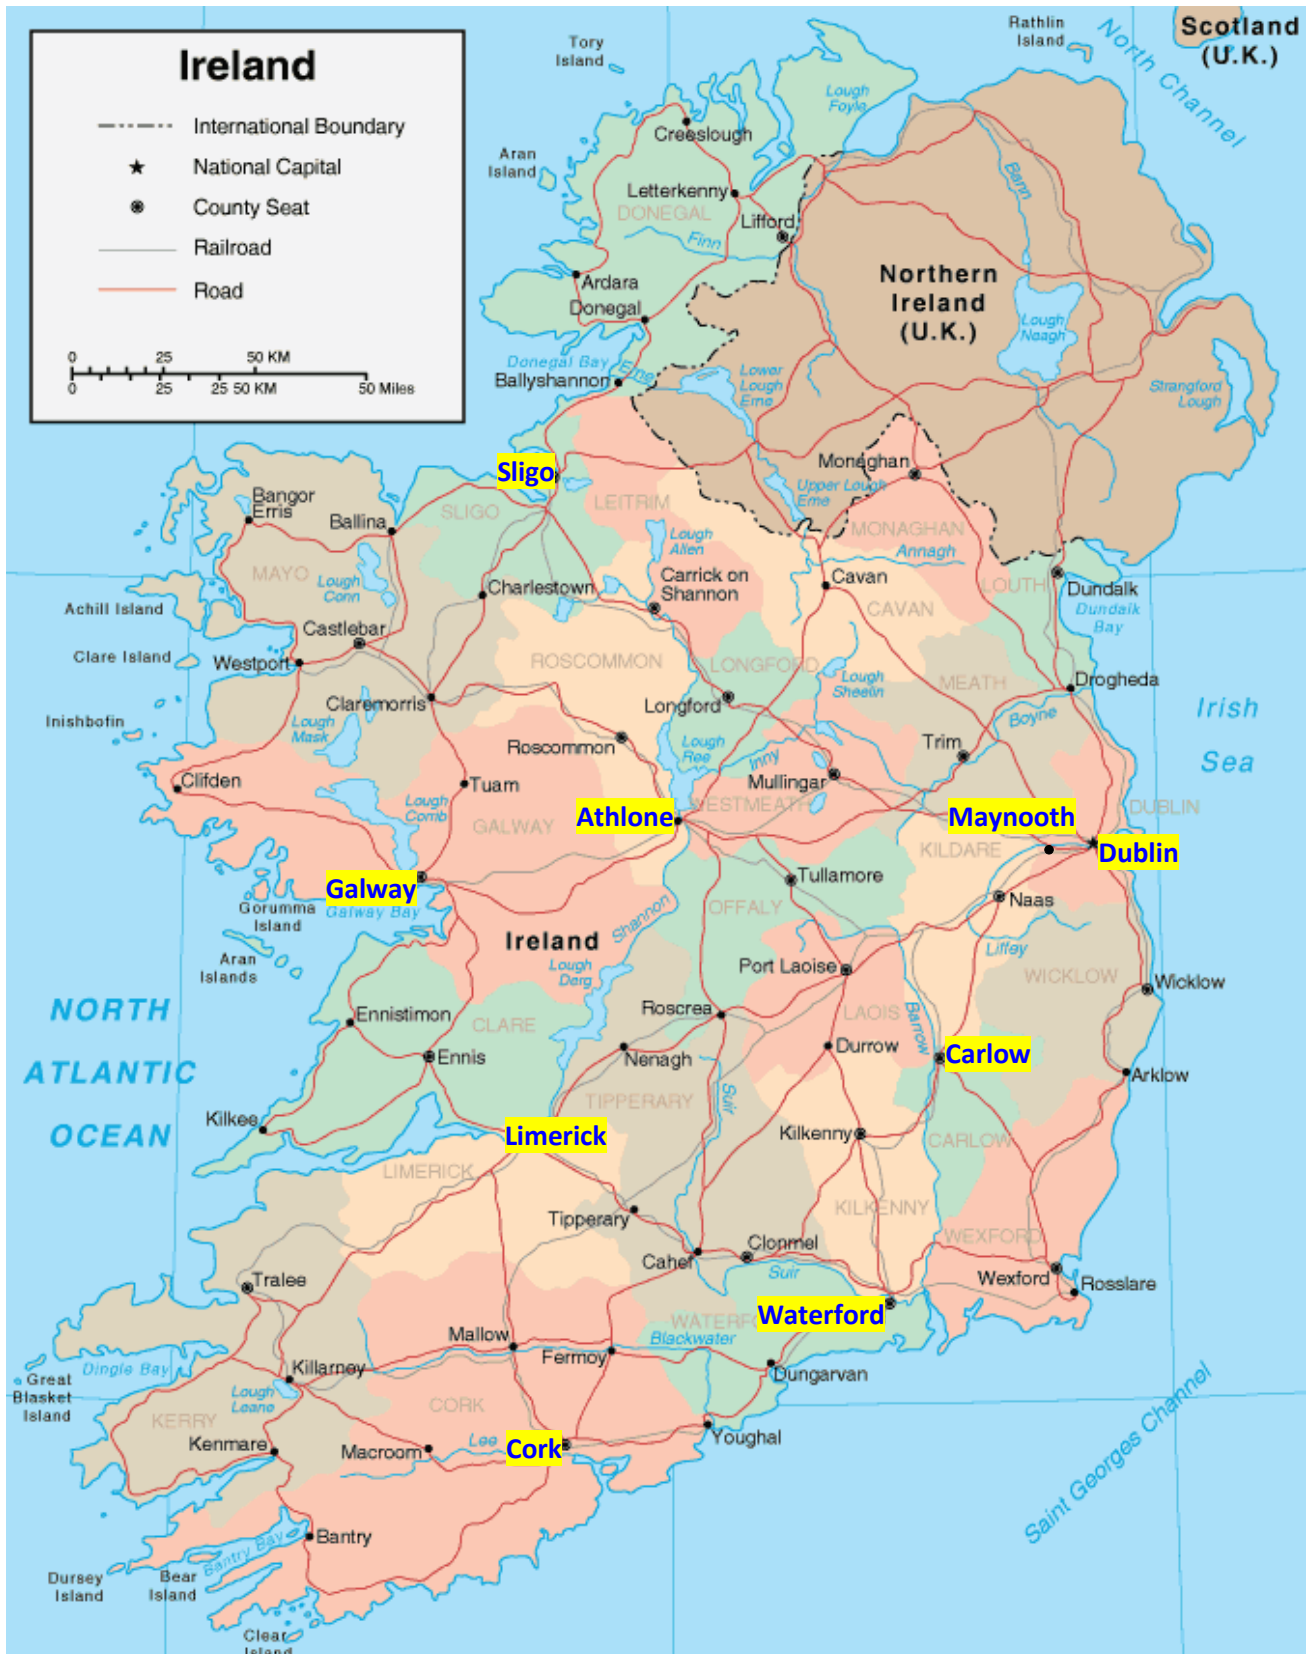 Ireland
International Boundary
National Capital
County Seat
Railroad
Road
0 25 50 KM
0 25 25 50 KM 50 Miles
Scotland
(U.K.)
Rathlin
Island
North Channel
Tory
Island
Lough
Foyle
Creeslough
Aran
Island
Letterkenny
DONEGAL
Lifford
Finn
Bann
Northern
Ireland
(U.K.)
Ardara
Donegal
Lough
Neagh
Donegal Bay
Erne
Ballyshannon
Lower
Lough
Erne
Strangford
Lough
Sligo
Monaghan
Upper Lough
Erne
Bangor
Erris
Ballina
SLIGO
LEITRIM
MONAGHAN
Lough
Allen
Annagh
MAYO
Lough
Conn
Charlestown
Carrick on
Shannon
Cavan
CAVAN
LOUTH
Dundalk
Dundalk
Bay
Achill Island
Castlebar
Clare Island
Westport
ROSCOMMON
LONGFORD
Lough
Sheelin
MEATH
Drogheda
Claremorris
Longford
Inishbofin
Lough
Mask
Boyne
Irish
Sea
Roscommon
Lough
Ree
Inny
Trim
Mullingar
Clifden
Tuam
Lough
Comb
GALWAY
Athlone
WESTMEATH
Maynooth
DUBLIN
KILDARE
Dublin
Galway
Tullamore
Gorumma
Island
Galway Bay
OFFALY
Naas
Shannon
Ireland
Liffey
Aran
Islands
Lough
Derg
Port Laoise
WICKLOW
Wicklow
NORTH
ATLANTIC
OCEAN
Roscrea
Ennistimon
CLARE
LAOIS
Barrow
Ennis
Nenagh
Durrow
Carlow
Arklow
TIPPERARY
Suir
Kilkee
Limerick
Kilkenny
CARLOW
LIMERICK
Tipperary
KILKENNY
WEXFORD
Cahel
Clonmel
Suir
Tralee
Wexford
Rosslare
WATERFO
Waterford
Mallow
Blackwater
Fermoy
Dingle Bay
Killarney
Dungarvan
Great
Blasket
Island
Lough
Leane
KERRY
CORK
Saint Georges Channel
Kenmare
Macroom
Lee
Cork
Youghal
Bantry
Bantry Bay
Dursey
Island
Bear
Island
Clear
Island